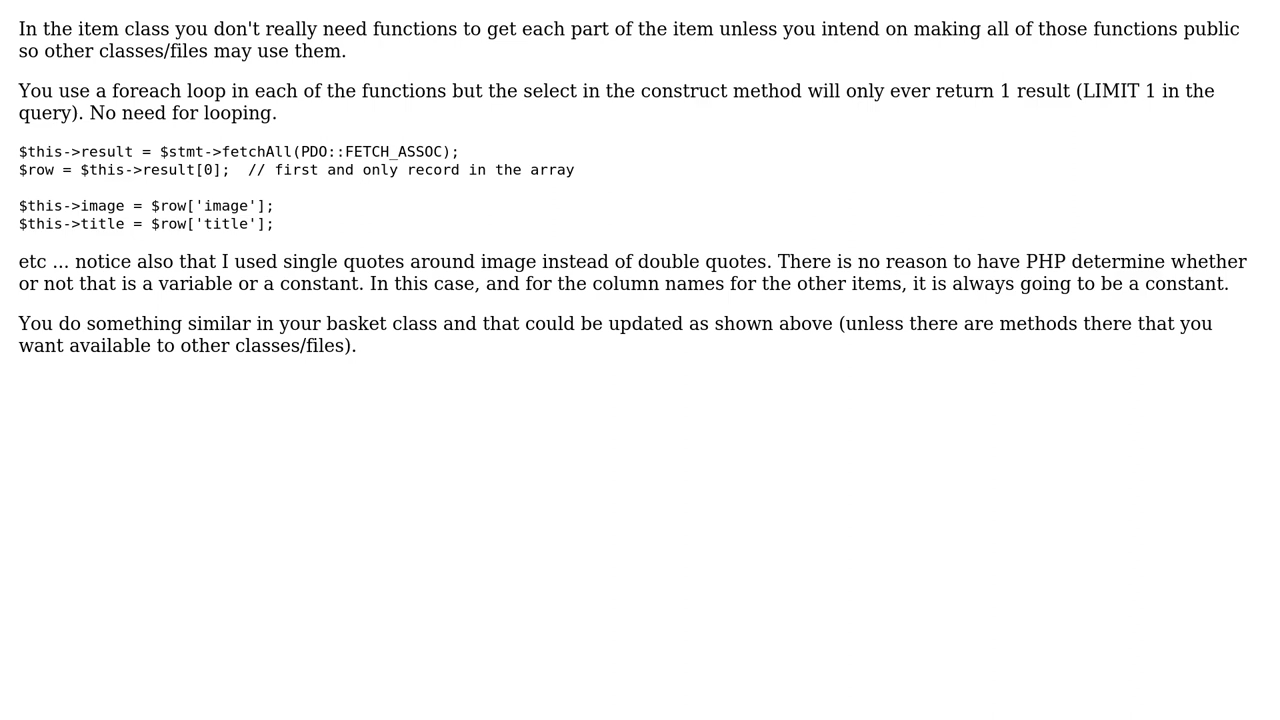 In the item class you don't really need functions to get each part of the item unless you intend on making all of those functions public
so other classes/files may use them.
You use a foreach loop in each of the functions but the select in the construct method will only ever return 1 result (LIMIT 1 in the
query). No need for looping.
$this->result = $stmt->fetchAll(PDO::FETCH_ASSOC);
$row = $this->result[0];  // first and only record in the array
$this->image = $row['image'];
$this->title = $row['title'];
etc ... notice also that I used single quotes around image instead of double quotes. There is no reason to have PHP determine whether
or not that is a variable or a constant. In this case, and for the column names for the other items, it is always going to be a constant.
You do something similar in your basket class and that could be updated as shown above (unless there are methods there that you
want available to other classes/files).